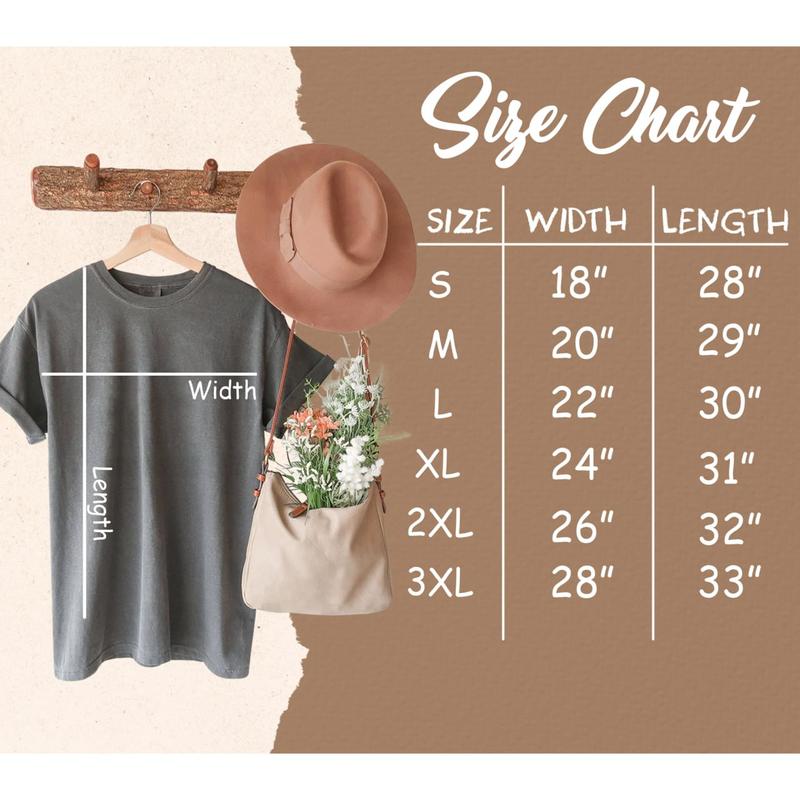 Size Chart
SIZE WIDTH LENGTH
S 18" 28"
M 20" 29"
L 22" 30"
XL 24" 31"
2XL 26" 32"
3XL 28" 33"
Width
Length